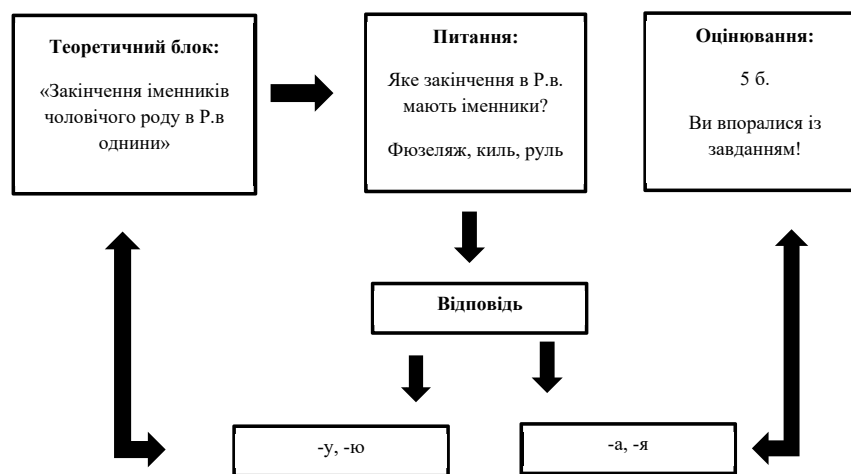 Теоретичний блок:
«Закінчення іменників
чоловічого роду в Р.в
однини»
Питання:
Яке закінчення в Р.в.
мають іменники?
Фюзеляж, киль, руль
Оцінювання:
5 б.
Ви впоралися із
завданням!
Відповідь
-у, -ю
-а, -я